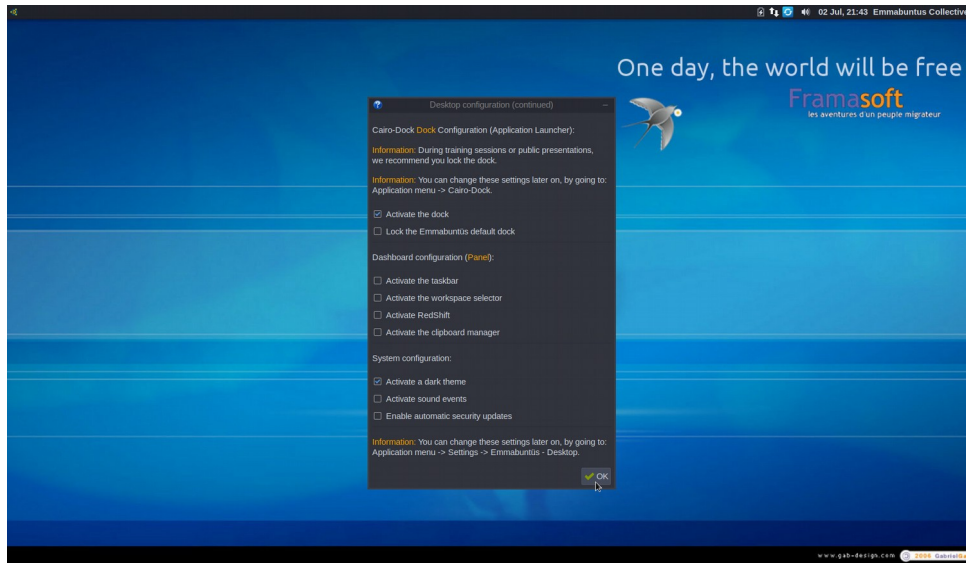 02 Jul, 21:43 Emmabuntus Collective
One day, the world will be free
Framasoft
les aventures d'un peuple migrateur
Desktop configuration (continued)
Cairo-Dock Dock Configuration (Application Launcher):
Information: During training sessions or public presentations,
we recommend you lock the dock.
Information: You can change these settings later on, by going to:
Application menu -> Cairo-Dock.
Activate the dock
Lock the Emmabuntüs default dock
Dashboard configuration (Panel):
Activate the taskbar
Activate the workspace selector
Activate RedShift
Activate the clipboard manager
System configuration:
Activate a dark theme
Activate sound events
Enable automatic security updates
Information: You can change these settings later on, by going to:
Application menu -> Settings -> Emmabuntüs - Desktop.
OK
www.gab-design.com 2006